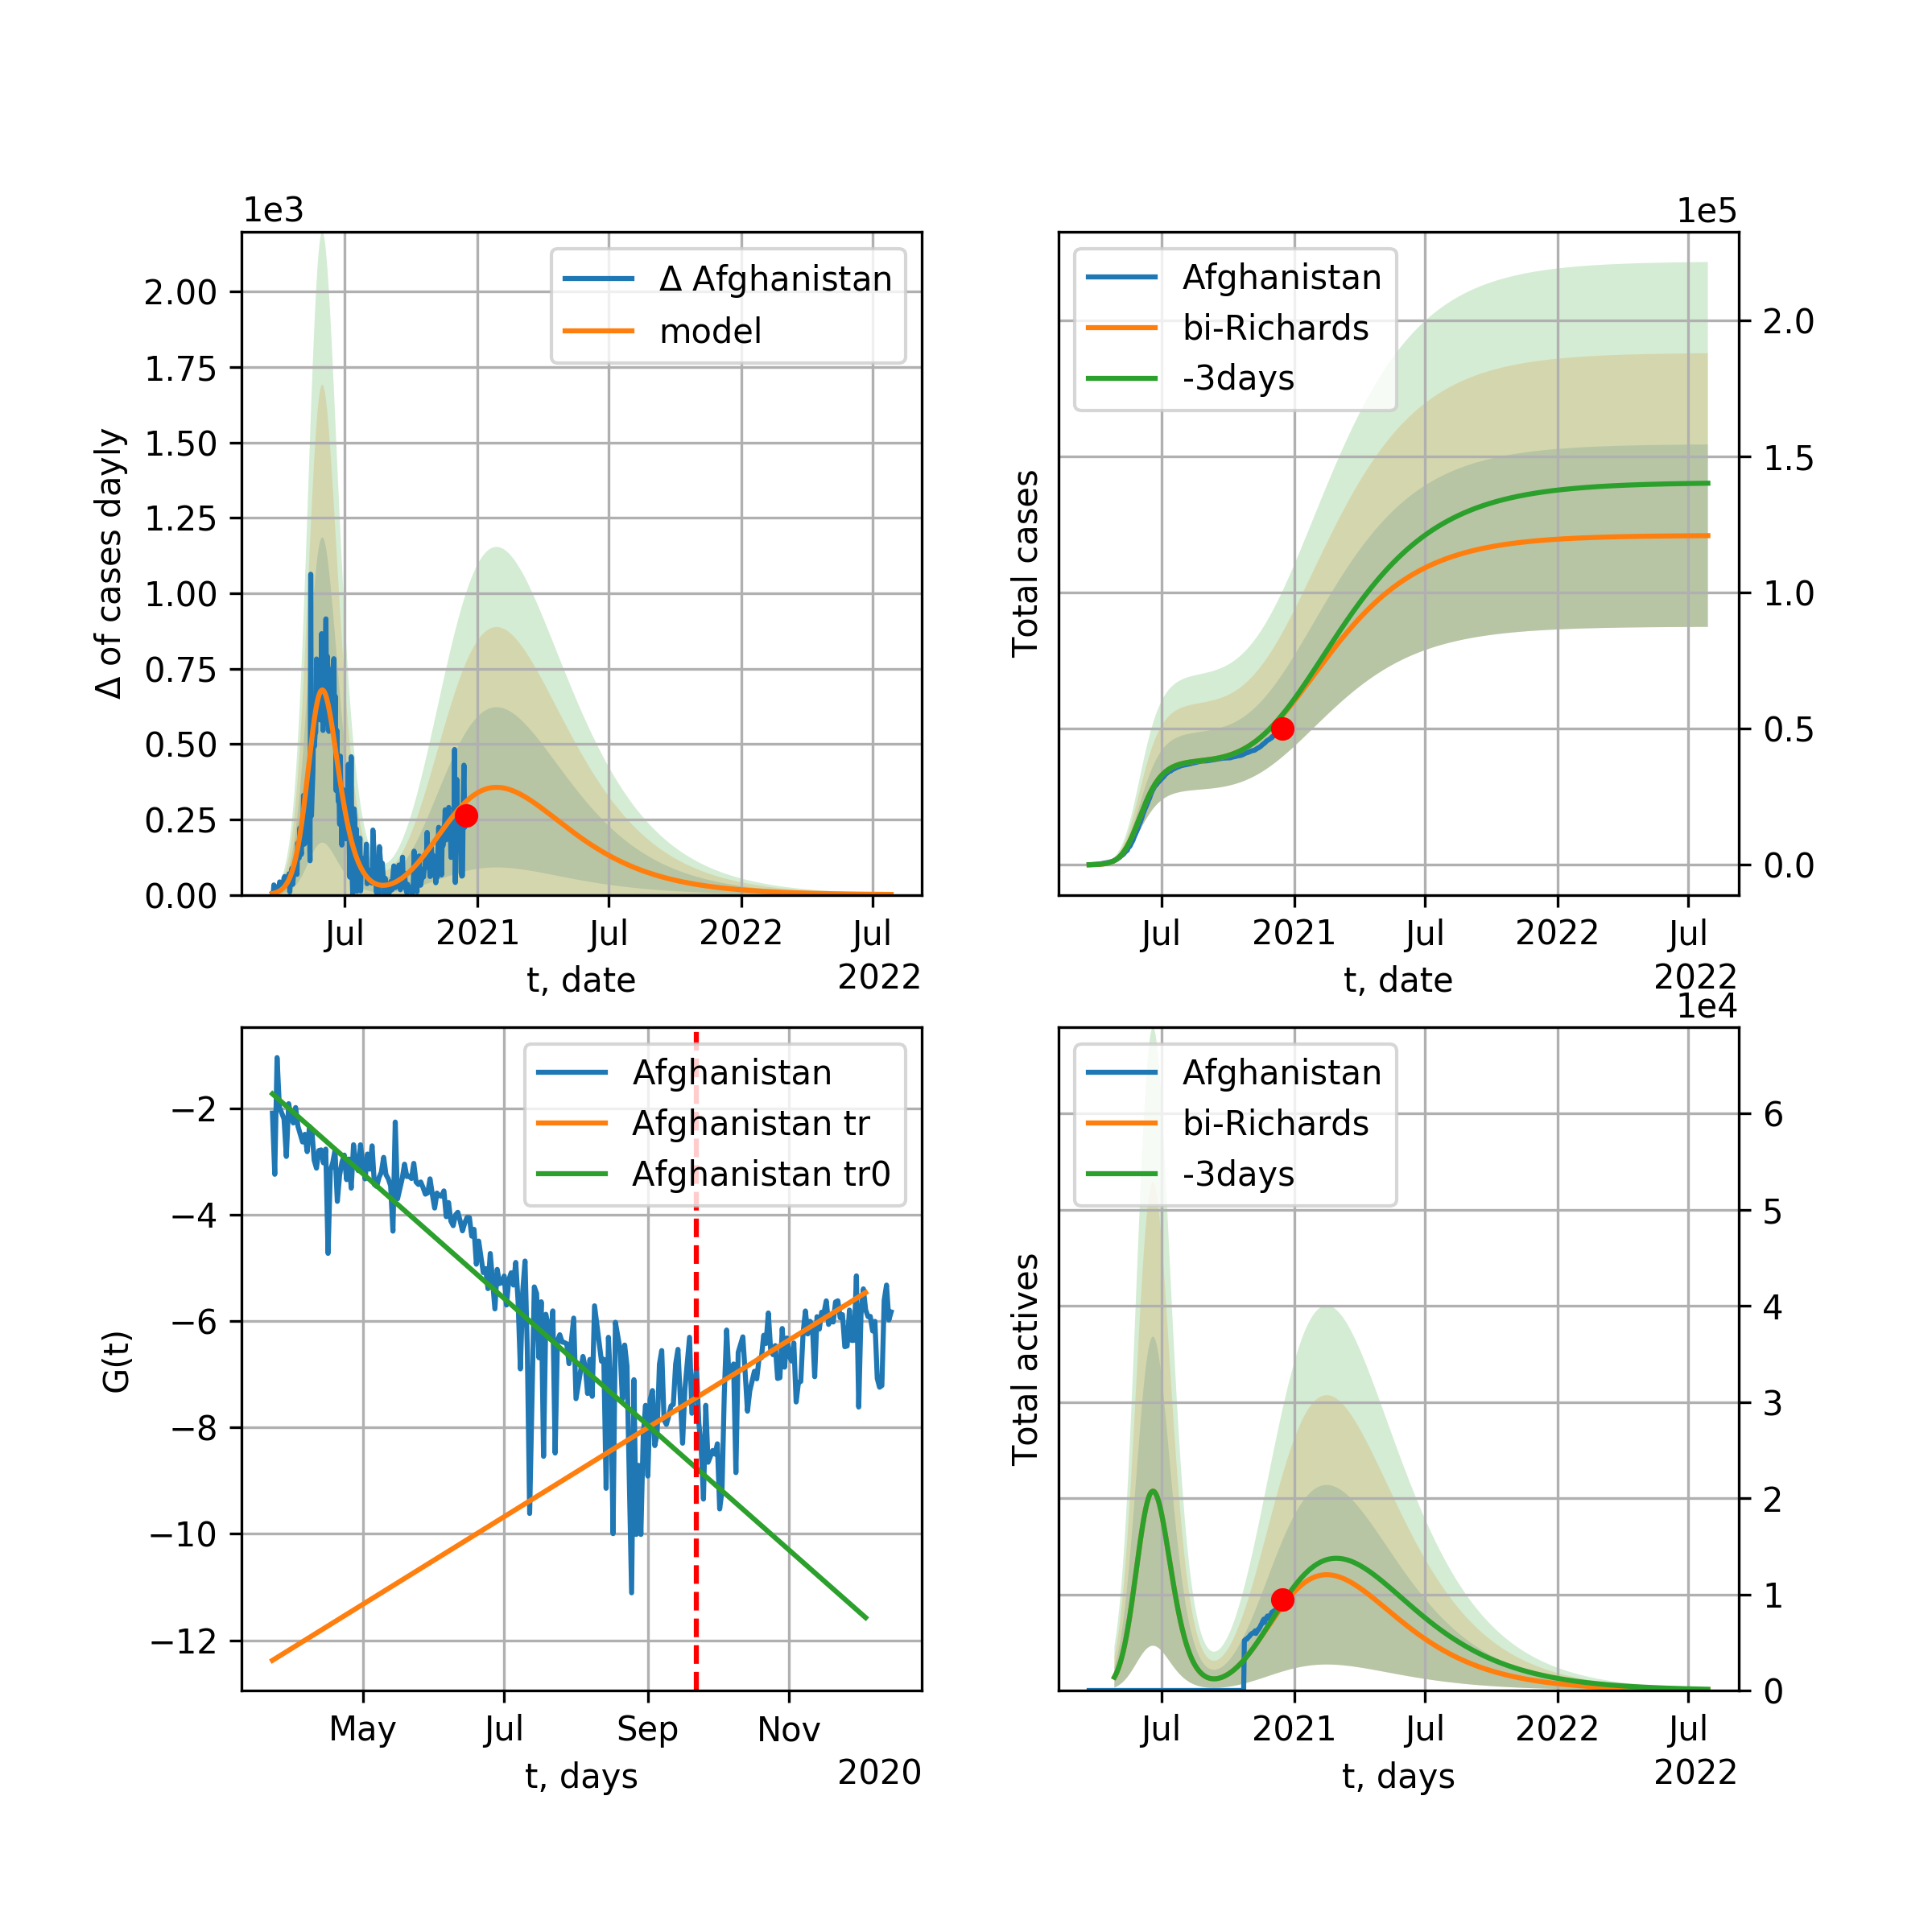 1e3
Δ of cases dayly
2.00
1.75
1.50
1.25
1.00
0.75
0.50
0.25
0.00
Δ Afghanistan
model
Jul
2021
Jul
2022
Jul
t, date
2022
1e5
Total cases
Afghanistan
bi-Richards
-3days
2.0
1.5
1.0
0.5
0.0
Jul
2021
Jul
2022
Jul
t, date
2022
G(t)
−2
−4
−6
−8
−10
−12
Afghanistan
Afghanistan tr
Afghanistan tr0
May
Jul
Sep
Nov
t, days
2020
1e4
Total actives
Afghanistan
bi-Richards
-3days
6
5
4
3
2
1
0
Jul
2021
Jul
2022
Jul
t, days
2022